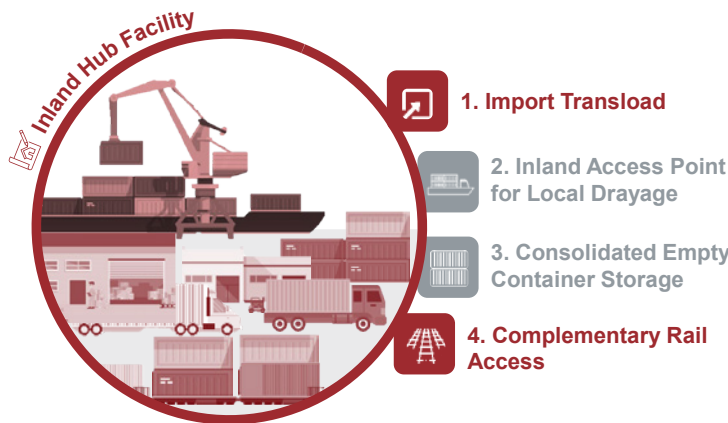 Inland Hub Facility
1. Import Transload
2. Inland Access Point
for Local Drayage
3. Consolidated Empty
Container Storage
4. Complementary Rail
Access